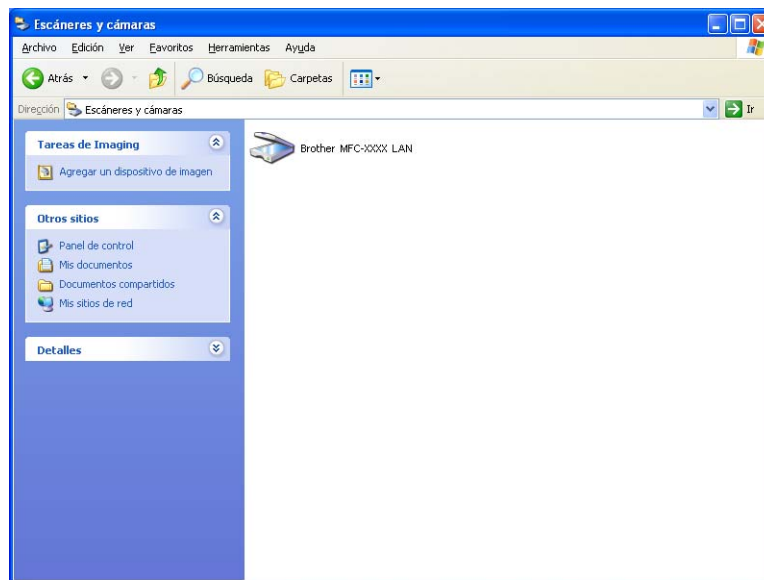 Escáneres y cámaras
Archivo Edición Ver Favoritos Herramientas Ayuda
Atrás Búsqueda Carpetas
Dirección Escáneres y cámaras Ir
Tareas de Imaging
Agregar un dispositivo de imagen
Otros sitios
Panel de control
Mis documentos
Documentos compartidos
Mis sitios de red
Detalles
Brother MFC-XXXX LAN